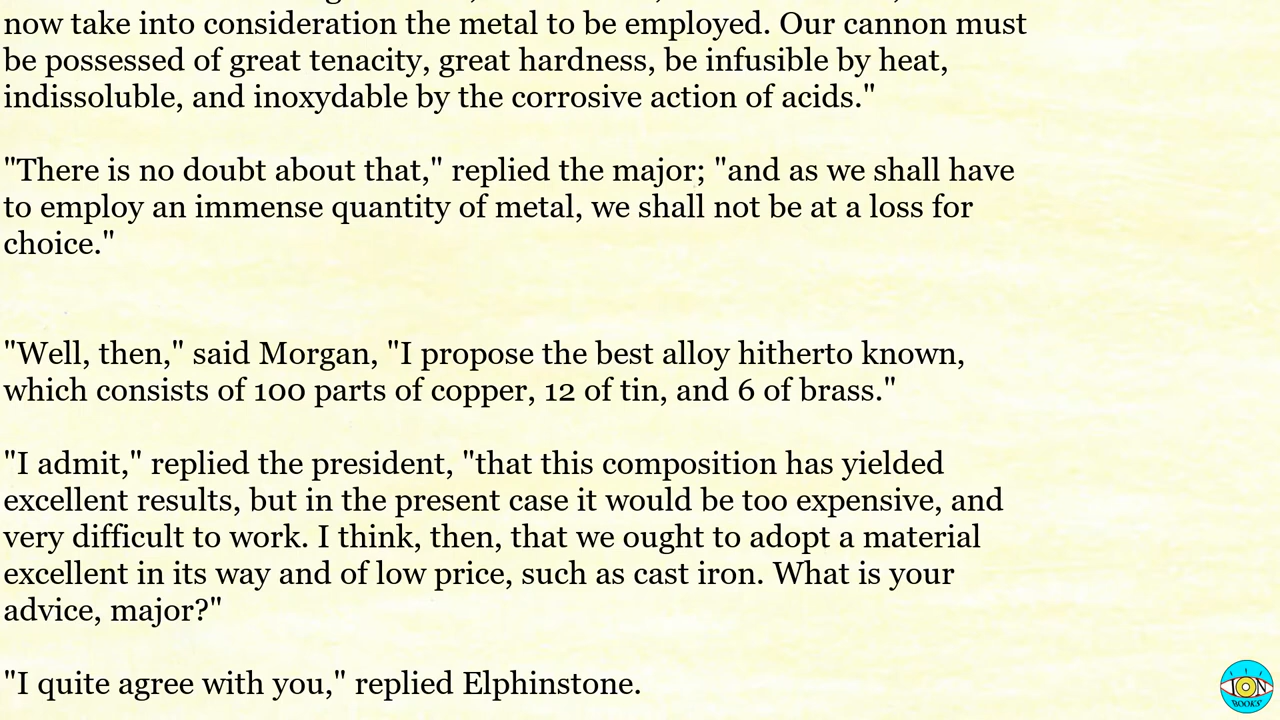 now take into consideration the metal to be employed. Our cannon must
be possessed of great tenacity, great hardness, be infusible by heat,
indissoluble, and inoxydable by the corrosive action of acids."
"There is no doubt about that," replied the major; "and as we shall have
to employ an immense quantity of metal, we shall not be at a loss for
choice."
"Well, then," said Morgan, "I propose the best alloy hitherto known,
which consists of 100 parts of copper, 12 of tin, and 6 of brass."
"I admit," replied the president, "that this composition has yielded
excellent results, but in the present case it would be too expensive, and
very difficult to work. I think, then, that we ought to adopt a material
excellent in its way and of low price, such as cast iron. What is your
advice, major?"
"I quite agree with you," replied Elphinstone.
ION
BOOKS